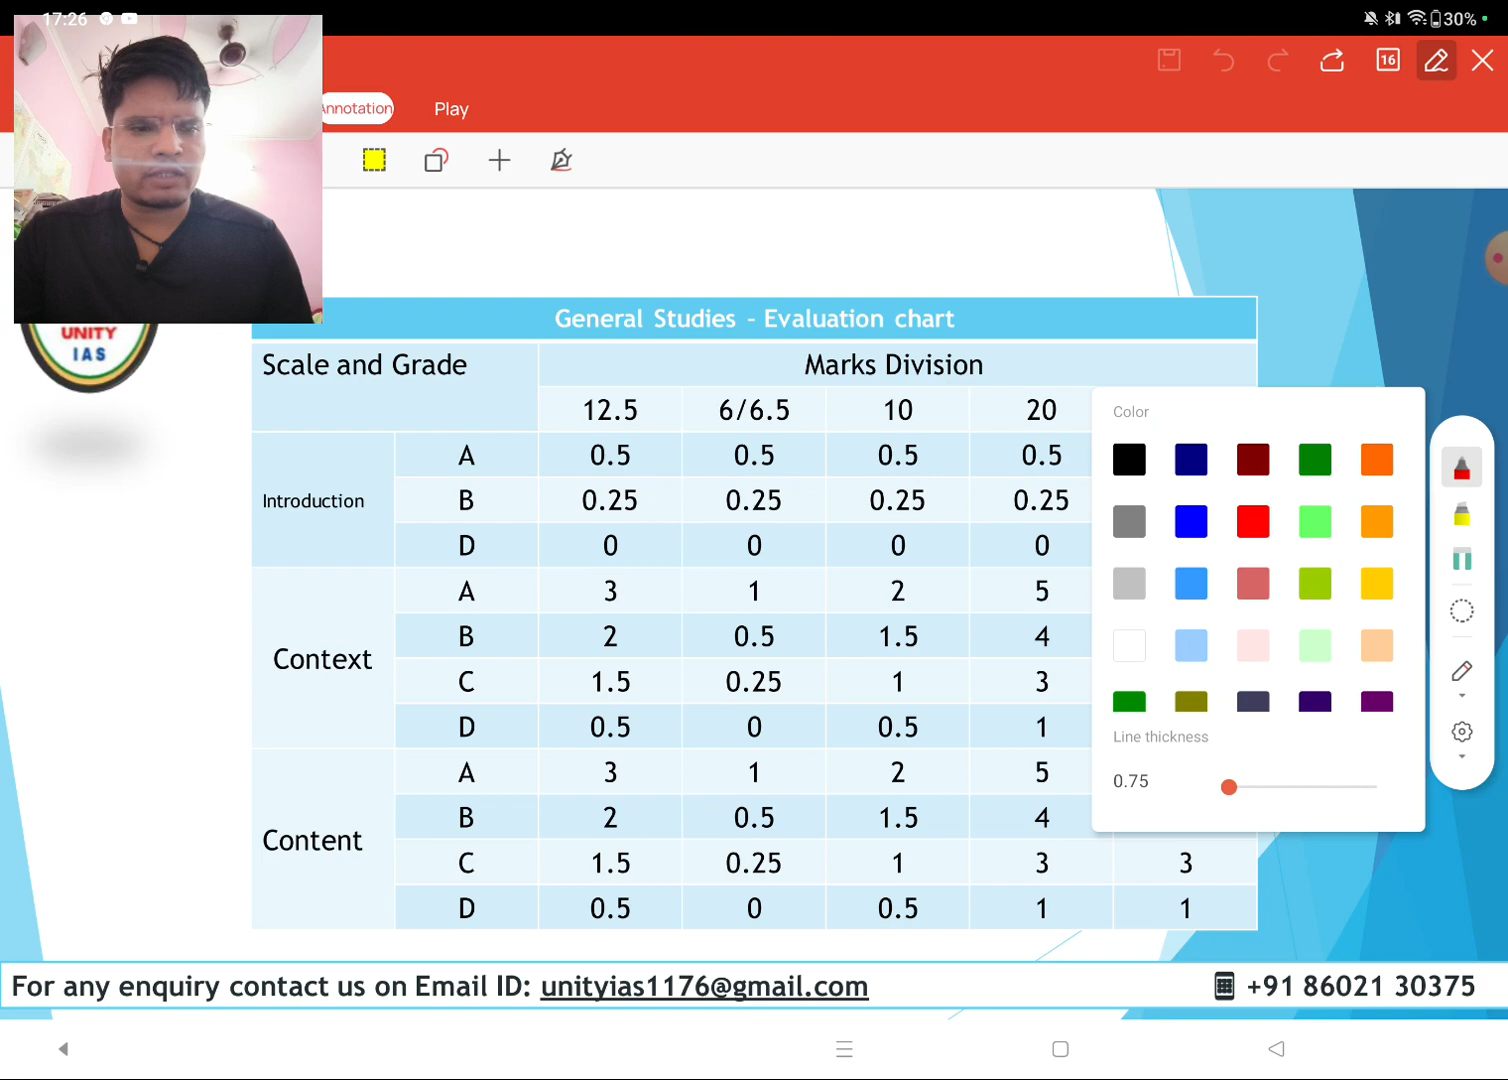 17:26
30%
16
Annotation Play
UNITY
IAS
General Studies - Evaluation chart
Scale and Grade Marks Division
12.5 6/6.5 10 20
Introduction
A 0.5 0.5 0.5 0.5
B 0.25 0.25 0.25 0.25
D 0 0 0 0
Context
A 3 1 2 5
B 2 0.5 1.5 4
C 1.5 0.25 1 3
D 0.5 0 0.5 1
Content
A 3 1 2 5
B 2 0.5 1.5 4
C 1.5 0.25 1 3 3
D 0.5 0 0.5 1 1
Color
Line thickness
0.75
For any enquiry contact us on Email ID: unityias1176@gmail.com +91 86021 30375